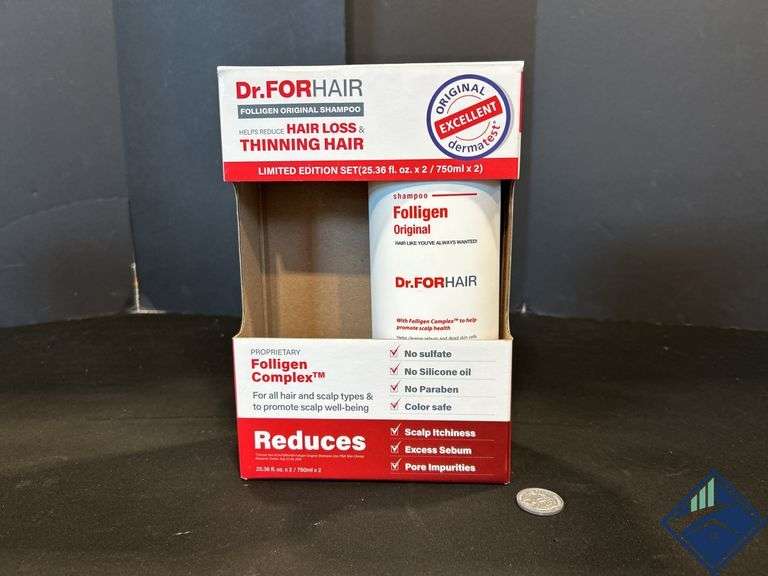 Dr.FORHAIR
FOLLIGEN ORIGINAL SHAMPOO
HELPS REDUCE HAIR LOSS &
THINNING HAIR
ORIGINAL
EXCELLENT
dermatest®
LIMITED EDITION SET(25.36 fl. oz. x 2 / 750ml x 2)
shampoo
Folligen
Original
HAIR LIKE YOU'VE ALWAYS WANTED!
Dr.FORHAIR
With Folligen Complex™ to help
promote scalp health
PROPRIETARY
Folligen
Complex™
For all hair and scalp types &
to promote scalp well-being
No sulfate
No Silicone oil
No Paraben
Color safe
Reduces
25.36 fl. oz. x 2 / 750ml x 2
Scalp Itchiness
Excess Sebum
Pore Impurities